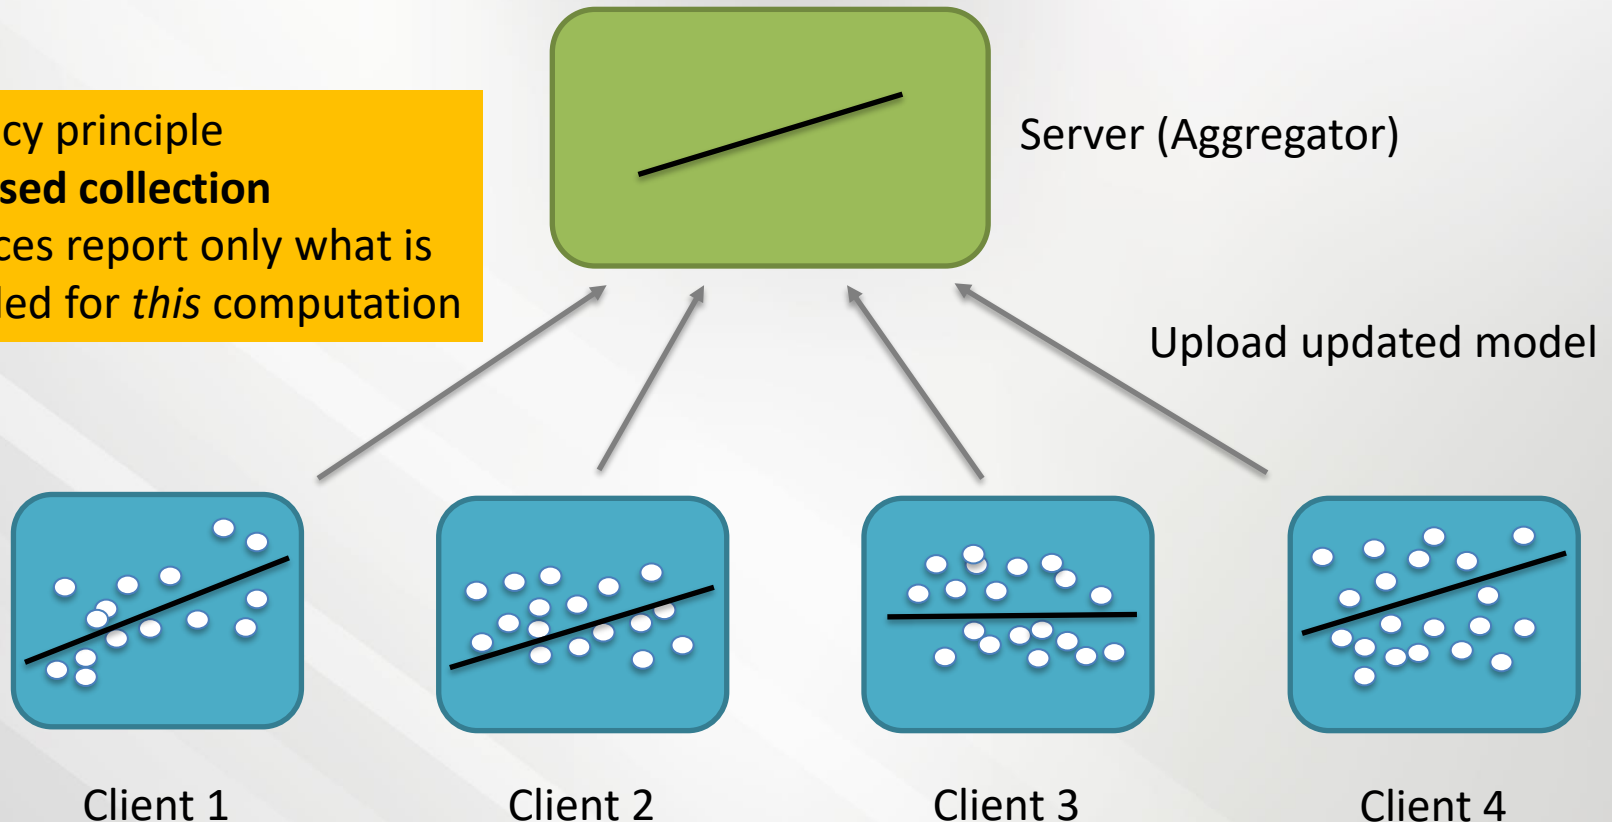 cy principle
sed collection
ces report only what is
led for this computation
Server (Aggregator)
Upload updated model
Client 1
Client 2
Client 3
Client 4